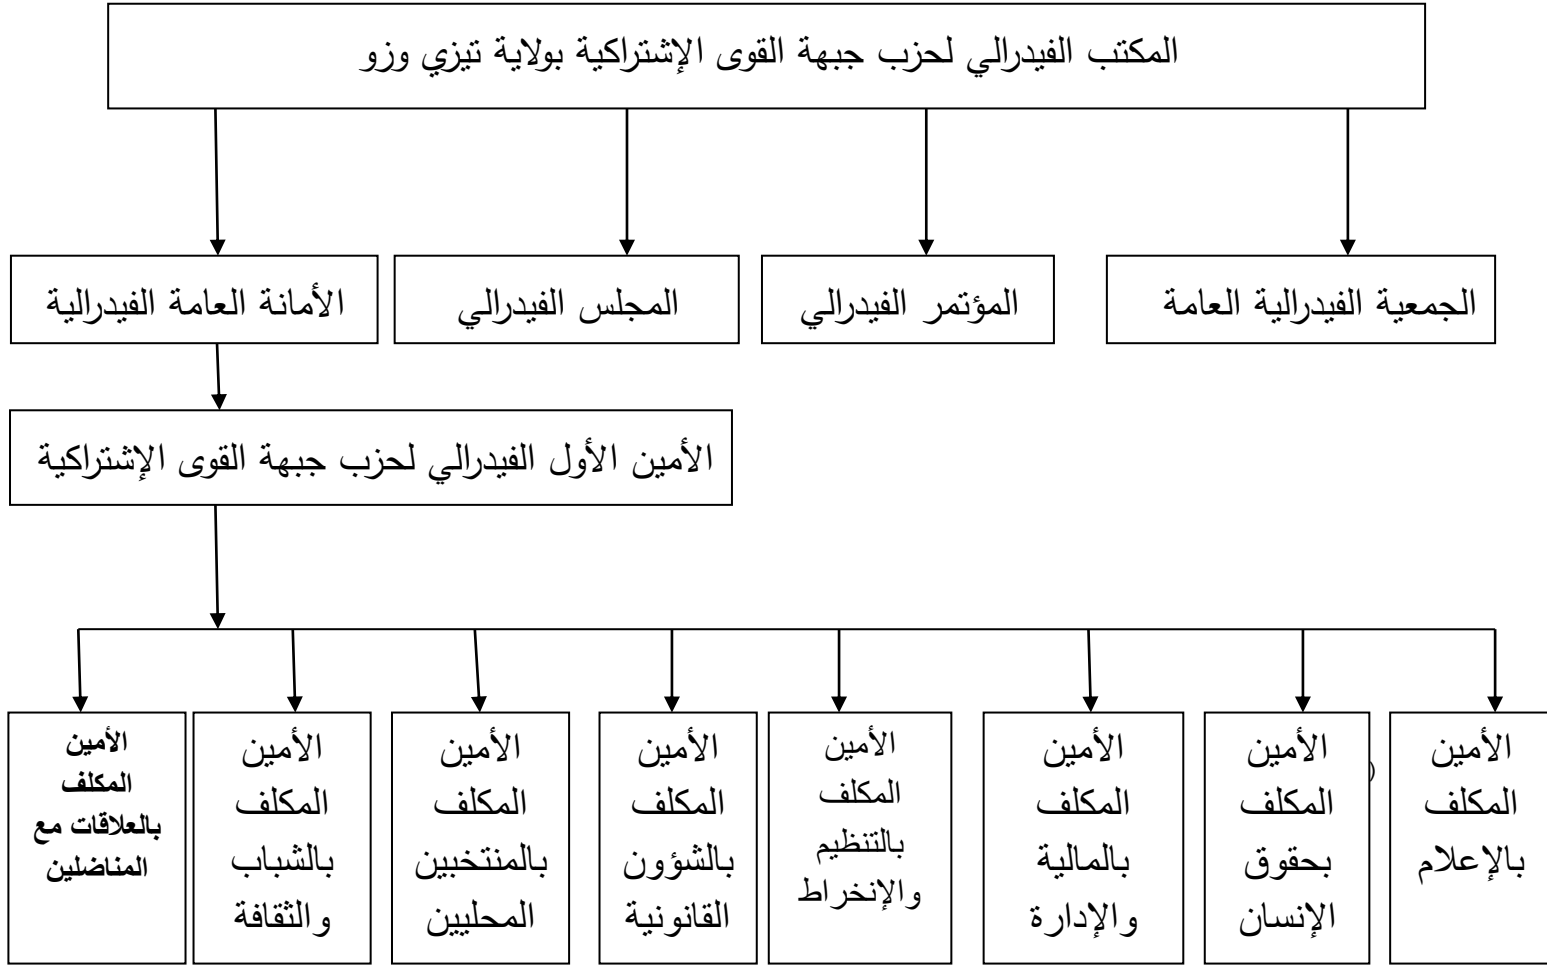 المكتب الفيدرالي لحزب جبهة القوى الإشتراكية بولاية تيزي وزو
الجمعية الفيدرالية العامة
المؤتمر الفيدرالي
المجلس الفيدرالي
الأمانة العامة الفيدرالية
الأمين الأول الفيدرالي لحزب جبهة القوى الإشتراكية
الأمين
المكلف
بالإعلام
الأمين
المكلف
بحقوق
الإنسان
الأمين
المكلف
بالمالية
والإدارة
الأمين
المكلف
بالتنظيم
والإنخراط
الأمين
المكلف
بالشؤون
القانونية
الأمين
المكلف
بالمنتخبين
المحليين
الأمين
المكلف
بالشباب
والثقافة
الأمين
المكلف
بالعلاقات مع
المناضلين